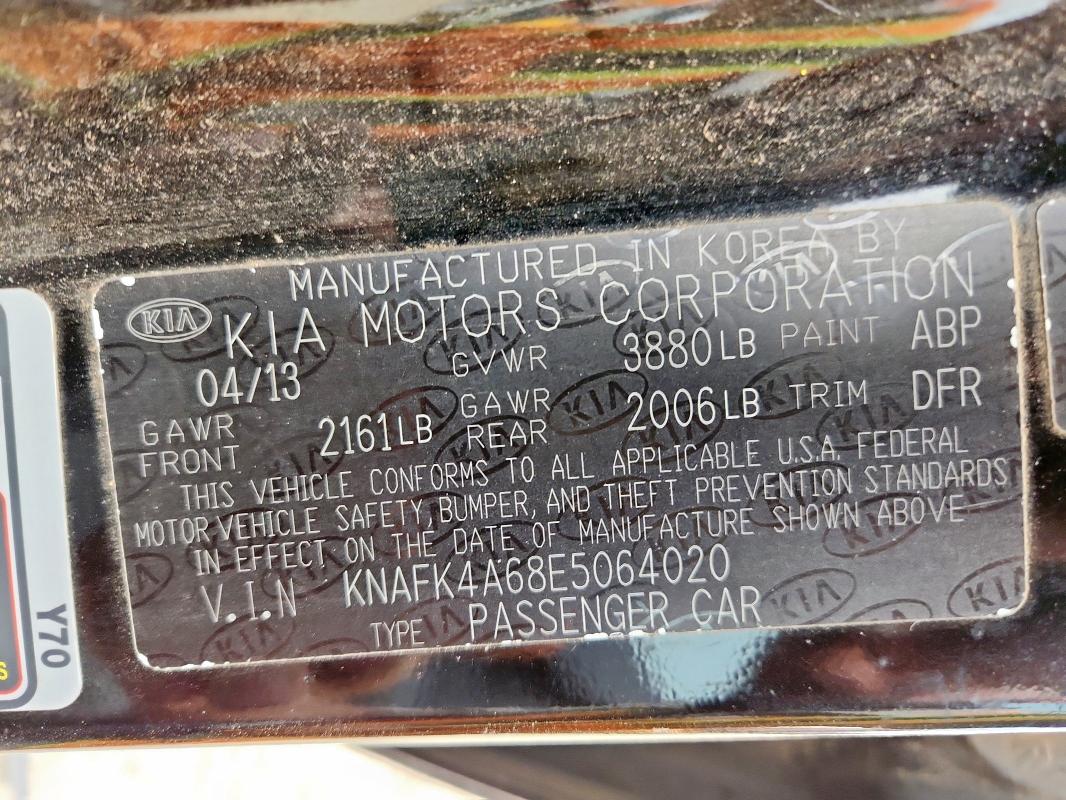 MANUFACTURED IN KOREA BY
KIA KIA MOTORS CORPORATION
04/13 GVWR 3880LB PAINT ABP
GAWR FRONT 2161LB GAWR REAR 2006LB TRIM DFR
THIS VEHICLE CONFORMS TO ALL APPLICABLE U.S.A. FEDERAL
MOTOR-VEHICLE SAFETY, BUMPER, AND THEFT PREVENTION STANDARDS
IN EFFECT ON THE DATE OF MANUFACTURE SHOWN ABOVE
V.I.N KNAFK4A68E5064020
TYPE PASSENGER CAR
Y70
S